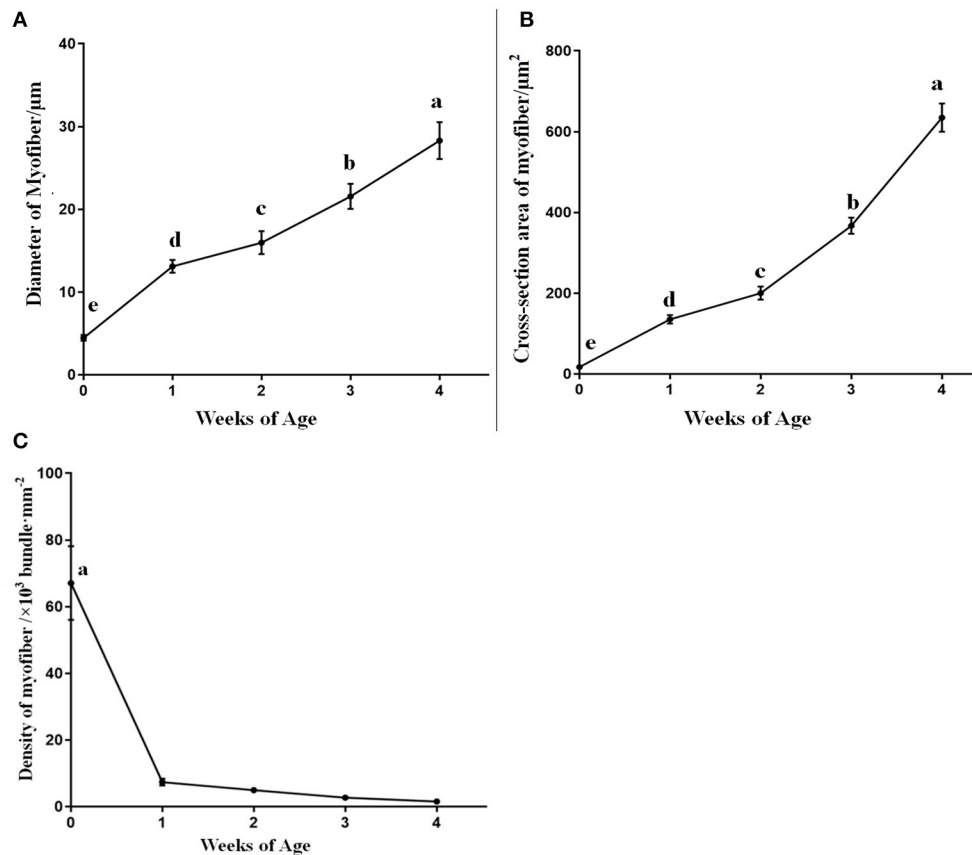 A
Diameter of Myofiber/μm
40
30
20
10
0
e
d
c
b
a
0 1 2 3 4
Weeks of Age
B
Cross-section area of myofiber/μm²
800
600
400
200
0
e
d
c
b
a
0 1 2 3 4
Weeks of Age
C
Density of myofiber /×10³ bundle·mm⁻²
100
80
60
40
20
0
a
0 1 2 3 4
Weeks of Age